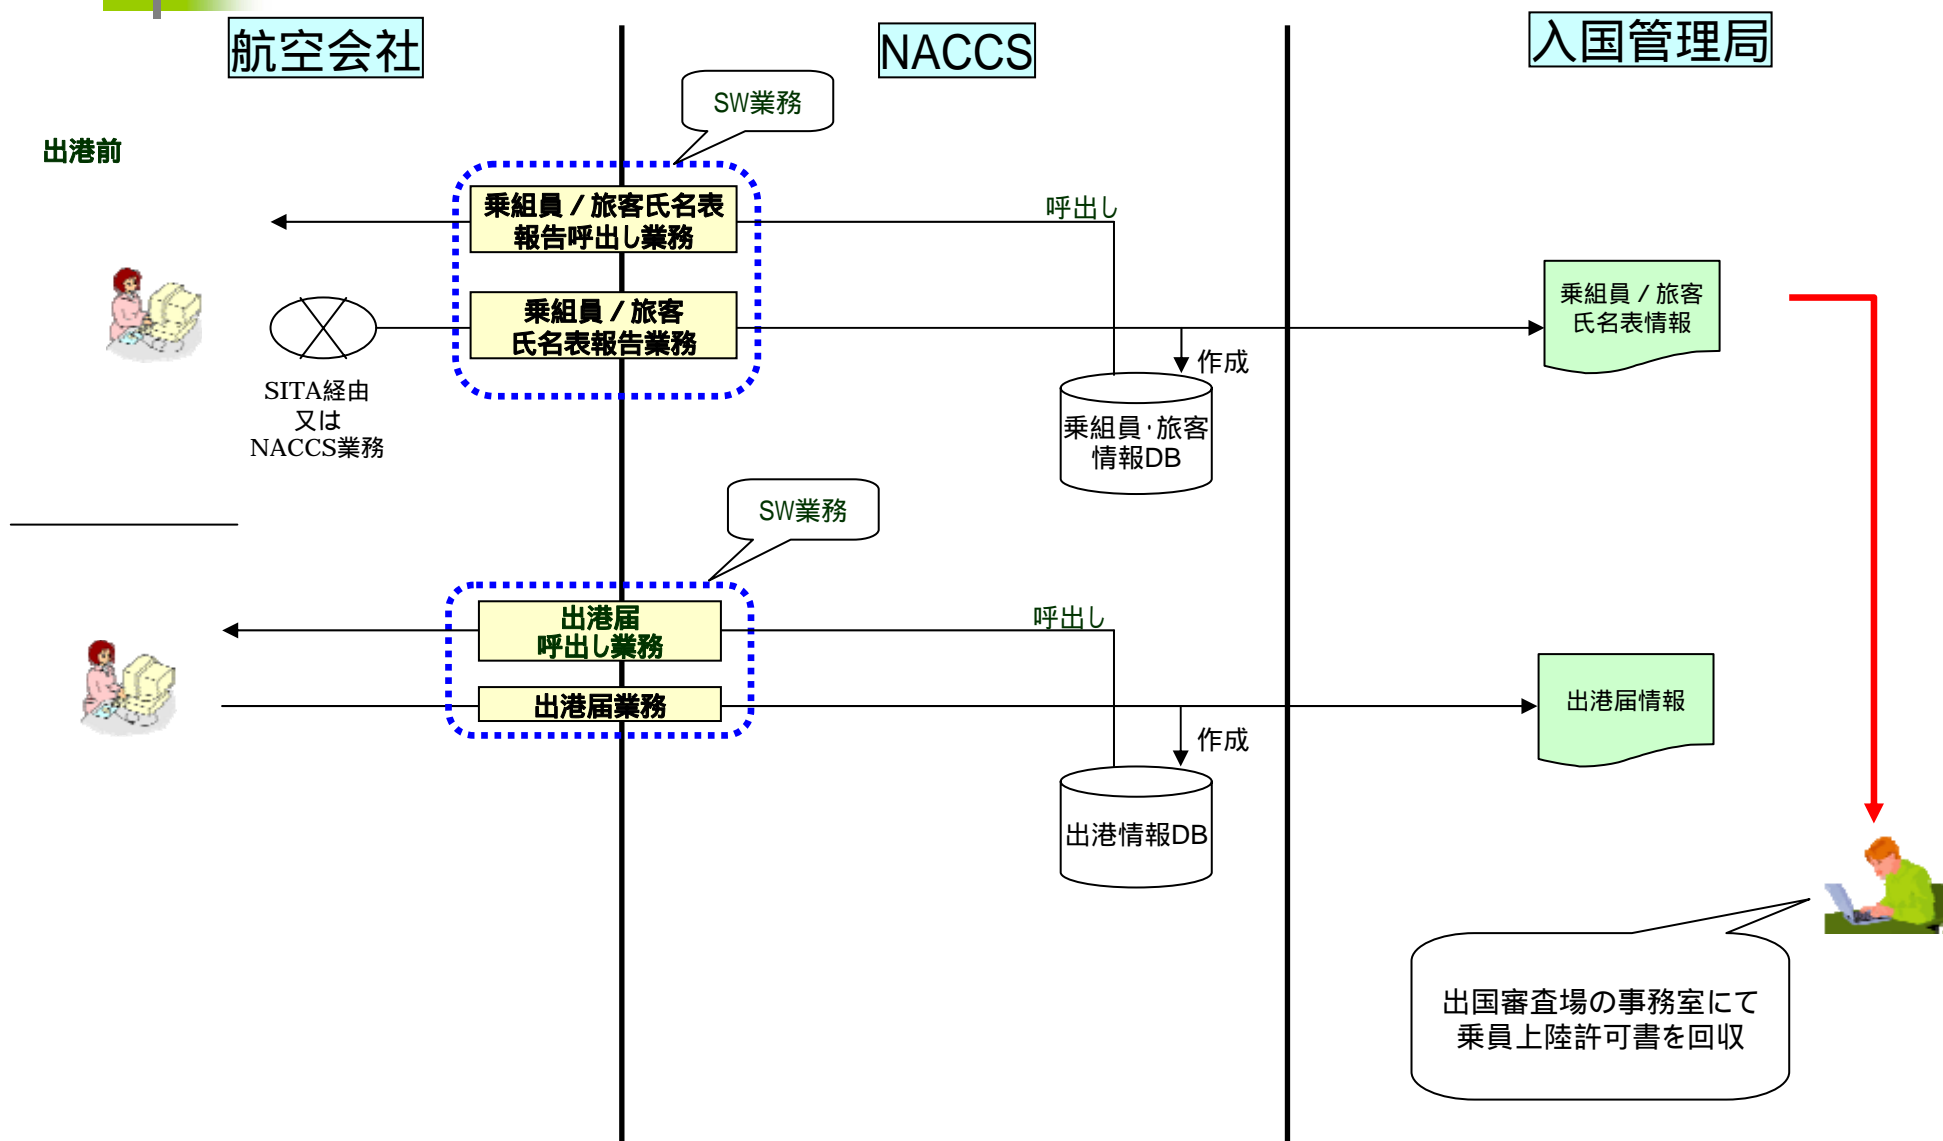 航空会社
NACCS
入国管理局
SW業務
出港前
乗組員/旅客氏名表
報告呼出し業務
呼出し
乗組員/旅客
氏名表報告業務
乗組員/旅客
氏名表情報
作成
SITA経由
又は
NACCS業務
乗組員・旅客
情報DB
SW業務
出港届
呼出し業務
呼出し
出港届業務
出港届情報
作成
出港情報DB
出国審査場の事務室にて
乗員上陸許可書を回収